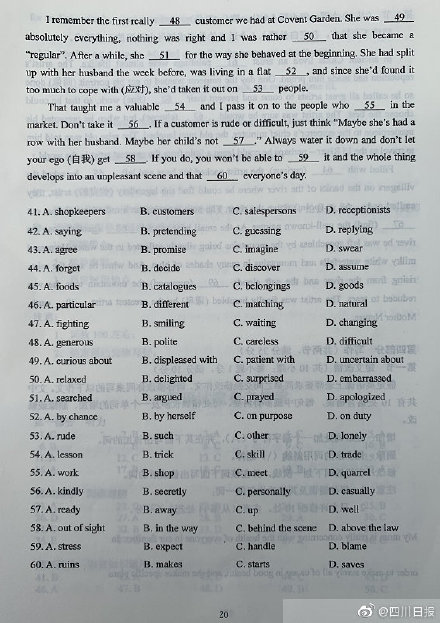 I remember the first really 48 customer we had at Covent Garden. She was 49
absolutely everything, nothing was right and I was rather 50 that she became a
"regular". After a while, she 51 for the way she behaved at the beginning. She had split
up with her husband the week before, was living in a flat 52 , and since she'd found it
too much to cope with (应对), she'd taken it out on 53 people.
That taught me a valuable 54 and I pass it on to the people who 55 in the
market. Don't take it 56 . If a customer is rude or difficult, just think "Maybe she's had a
row with her husband. Maybe her child's not 57 ." Always water it down and don't let
your ego (自我) get 58 . If you do, you won't be able to 59 it and the whole thing
develops into an unpleasant scene and that 60 everyone's day.
41. A. shopkeepers B. customers C. salespersons D. receptionists
42. A. saying B. pretending C. guessing D. replying
43. A. agree B. promise C. imagine D. swear
44. A. forget B. decide C. discover D. assume
45. A. foods B. catalogues C. belongings D. goods
46. A. particular B. different C. matching D. natural
47. A. fighting B. smiling C. waiting D. changing
48. A. generous B. polite C. careless D. difficult
49. A. curious about B. displeased with C. patient with D. uncertain about
50. A. relaxed B. delighted C. surprised D. embarrassed
51. A. searched B. argued C. prayed D. apologized
52. A. by chance B. by herself C. on purpose D. on duty
53. A. rude B. such C. other D. lonely
54. A. lesson B. trick C. skill D. trade
55. A. work B. shop C. meet D. quarrel
56. A. kindly B. secretly C. personally D. casually
57. A. ready B. away C. up D. well
58. A. out of sight B. in the way C. behind the scene D. above the law
59. A. stress B. expect C. handle D. blame
60. A. ruins B. makes C. starts D. saves
20
@四川日报